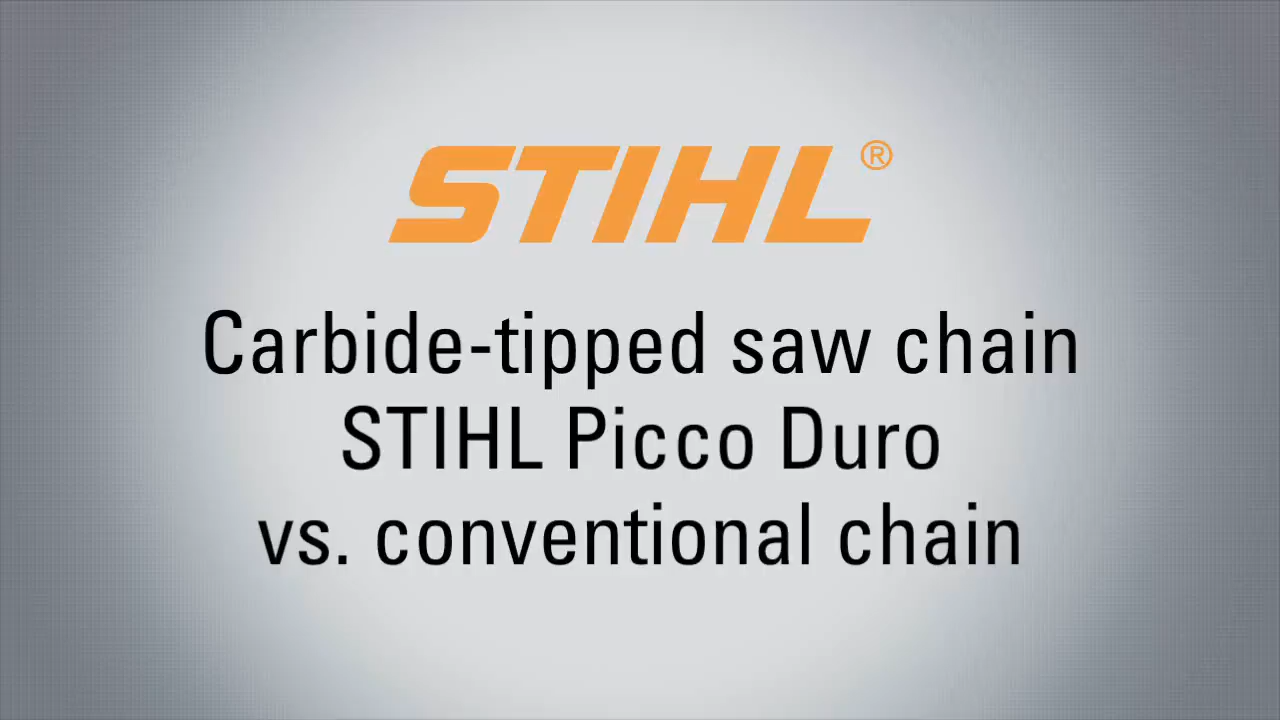 STIHL®
Carbide-tipped saw chain
STIHL Picco Duro
vs. conventional chain